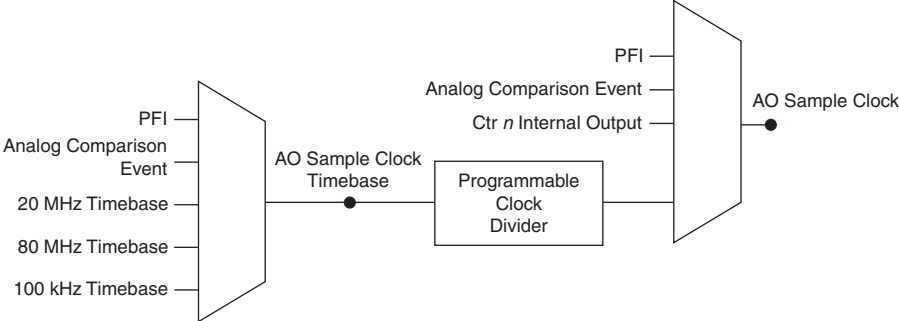 PFI
Analog Comparison Event
Ctr n Internal Output
AO Sample Clock
PFI
Analog Comparison
Event
20 MHz Timebase
80 MHz Timebase
100 kHz Timebase
AO Sample Clock
Timebase
Programmable
Clock
Divider